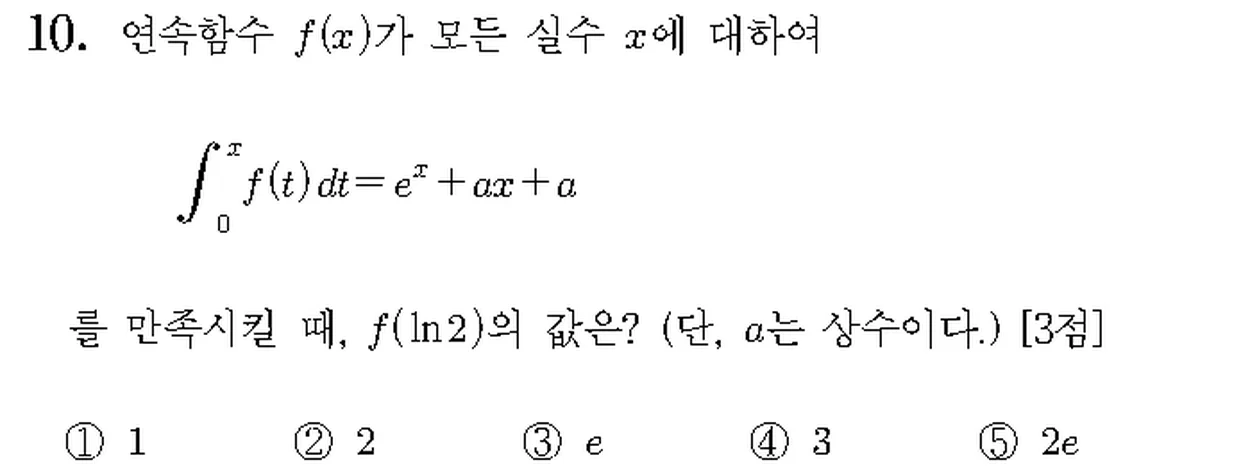 10. 연속함수 f(x)가 모든 실수 x에 대하여
∫₀ˣ f(t)dt=eˣ+ax+a
를 만족시킬 때, f(ln2)의 값은? (단, a는 상수이다.) [3점]
① 1 ② 2 ③ e ④ 3 ⑤ 2e